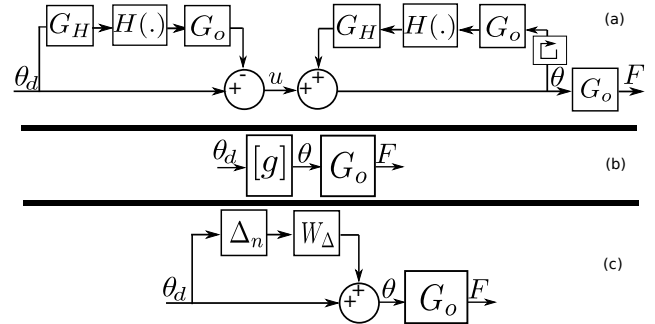 G_H H(.) G_o G_H H(.) G_o (a)
θ_d - + u + + θ G_o F
θ_d [g] θ G_o F (b)
Δ_n W_Δ (c)
θ_d + + θ G_o F